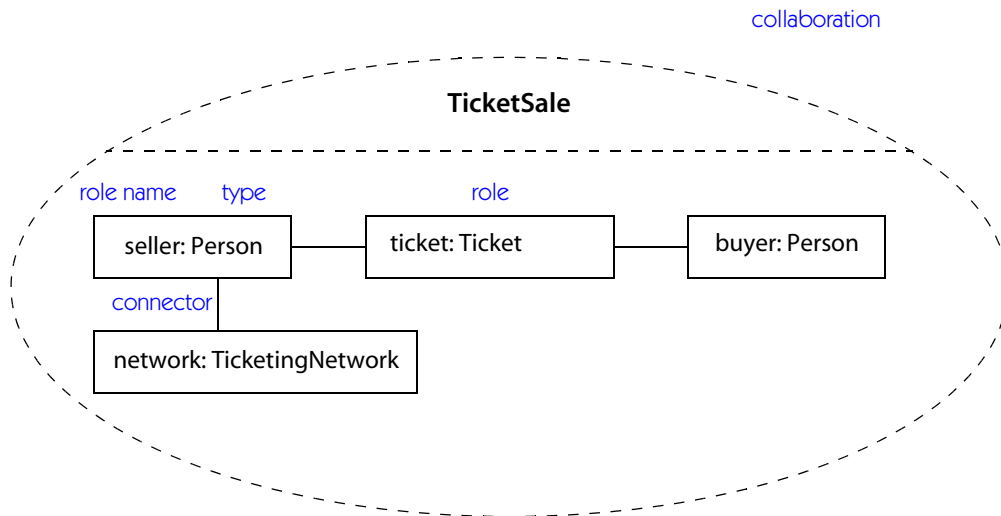 collaboration
TicketSale
role name type role
seller: Person ticket: Ticket buyer: Person
connector
network: TicketingNetwork